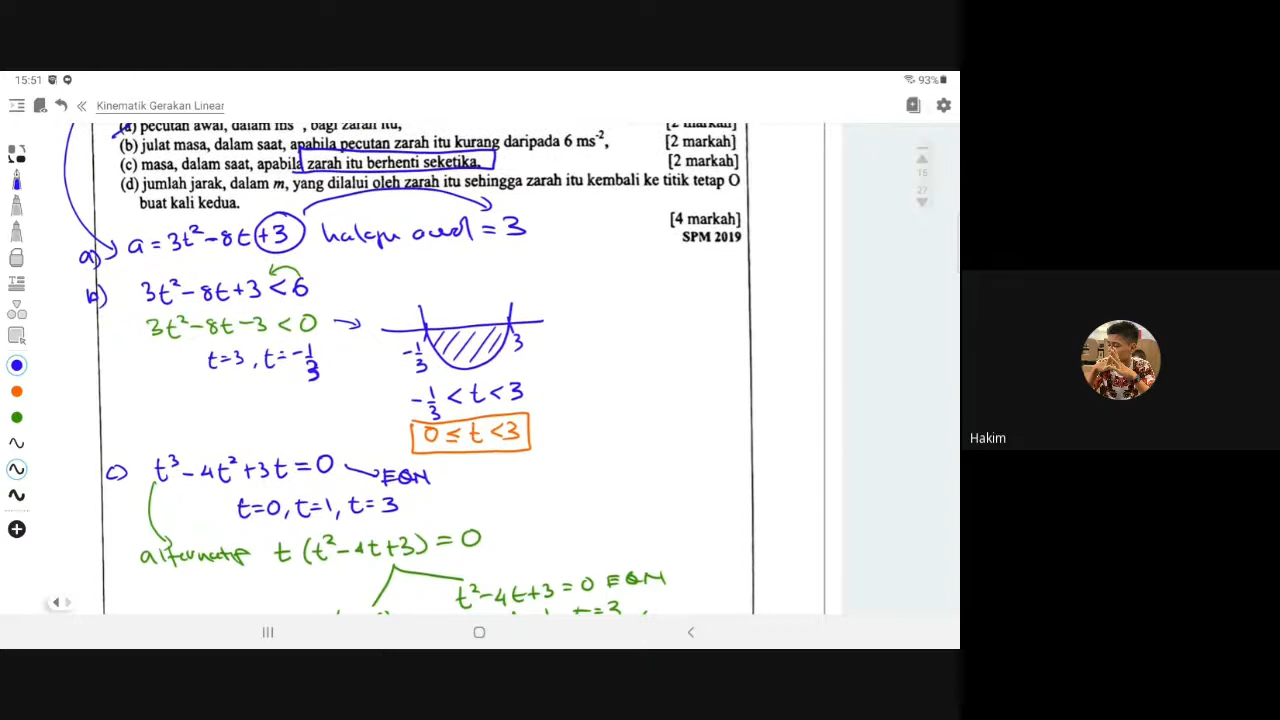 15:51
93%
Kinematik Gerakan Linear
(a) pecutan awal, dalam ms⁻, bagi zarah itu, [2 markah]
(b) julat masa, dalam saat, apabila pecutan zarah itu kurang daripada 6 ms⁻², [2 markah]
(c) masa, dalam saat, apabila zarah itu berhenti seketika. [2 markah]
(d) jumlah jarak, dalam m, yang dilalui oleh zarah itu sehingga zarah itu kembali ke titik tetap O
buat kali kedua.
[4 markah]
SPM 2019
a) a = 3t² - 8t + 3 halaju awal = 3
b) 3t² - 8t + 3 < 6
3t² - 8t - 3 < 0
t=3, t=-1/3
-1/3 3
-1/3 < t < 3
0 ≤ t < 3
c) t³ - 4t² + 3t = 0 EQN
t=0, t=1, t=3
alternatif t(t² - 4t + 3) = 0
t² - 4t + 3 = 0 EQN
t=3
15
27
Hakim